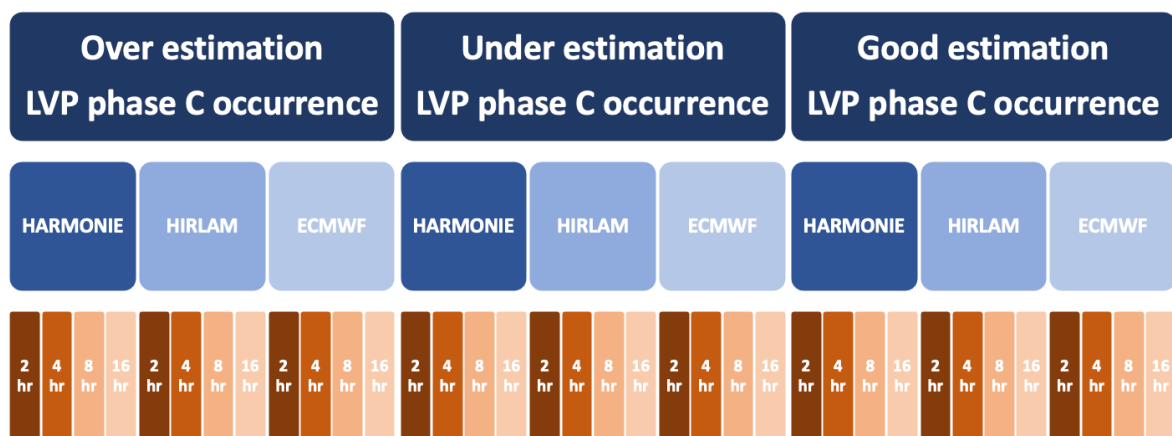 Over estimation
LVP phase C occurrence
Under estimation
LVP phase C occurrence
Good estimation
LVP phase C occurrence
HARMONIE
HIRLAM
ECMWF
HARMONIE
HIRLAM
ECMWF
HARMONIE
HIRLAM
ECMWF
2
hr
4
hr
8
hr
16
hr
2
hr
4
hr
8
hr
16
hr
2
hr
4
hr
8
hr
16
hr
2
hr
4
hr
8
hr
16
hr
2
hr
4
hr
8
hr
16
hr
2
hr
4
hr
8
hr
16
hr
2
hr
4
hr
8
hr
16
hr
2
hr
4
hr
8
hr
16
hr
2
hr
4
hr
8
hr
16
hr